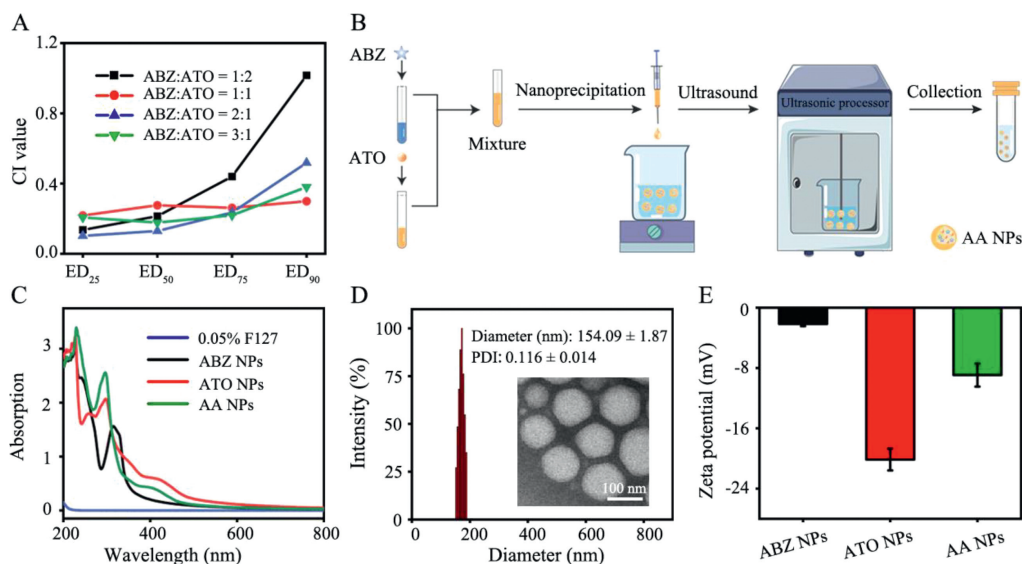 A
1.2
0.8
0.4
0.0
CI value
ABZ:ATO = 1:2
ABZ:ATO = 1:1
ABZ:ATO = 2:1
ABZ:ATO = 3:1
ED25
ED50
ED75
ED90
B
ABZ
ATO
Mixture
Nanoprecipitation
Ultrasound
Ultrasonic processor
Collection
AA NPs
C
3
2
1
0
Absorption
0.05% F127
ABZ NPs
ATO NPs
AA NPs
200
400
600
800
Wavelength (nm)
D
100
75
50
25
0
Intensity (%)
Diameter (nm): 154.09 ± 1.87
PDI: 0.116 ± 0.014
100 nm
0
200
400
600
800
Diameter (nm)
E
0
-8
-16
-24
Zeta potential (mV)
ABZ NPs
ATO NPs
AA NPs